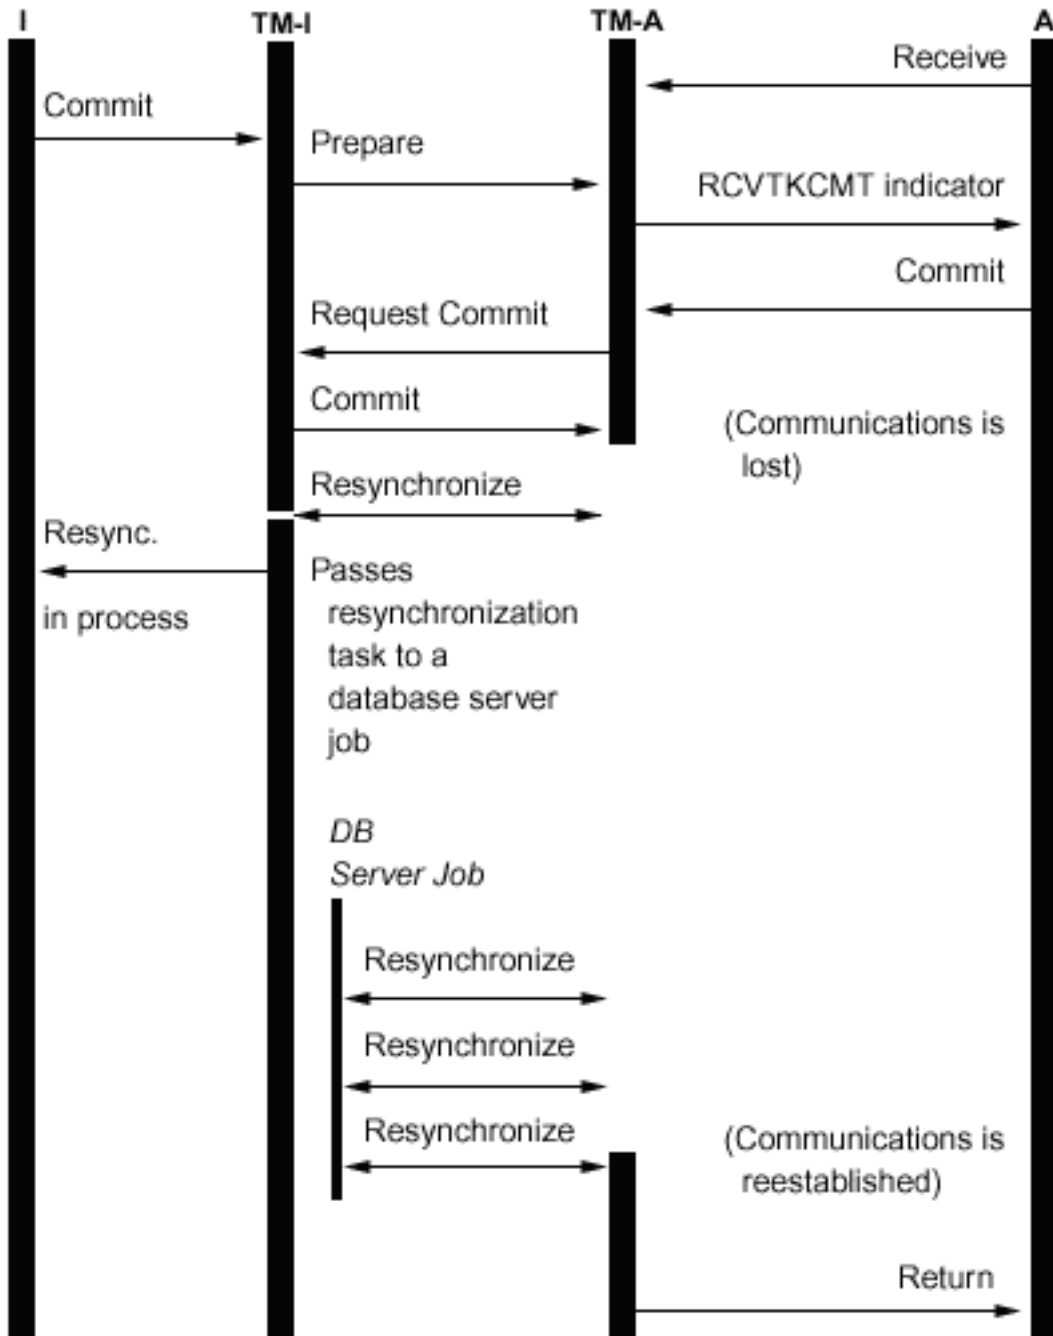 I
TM-I
TM-A
A
Receive
Commit
Prepare
RCVTKCMT indicator
Commit
Request Commit
Commit
(Communications is
lost)
Resynchronize
Resync.
in process
Passes
resynchronization
task to a
database server
job
DB
Server Job
Resynchronize
Resynchronize
Resynchronize
(Communications is
reestablished)
Return